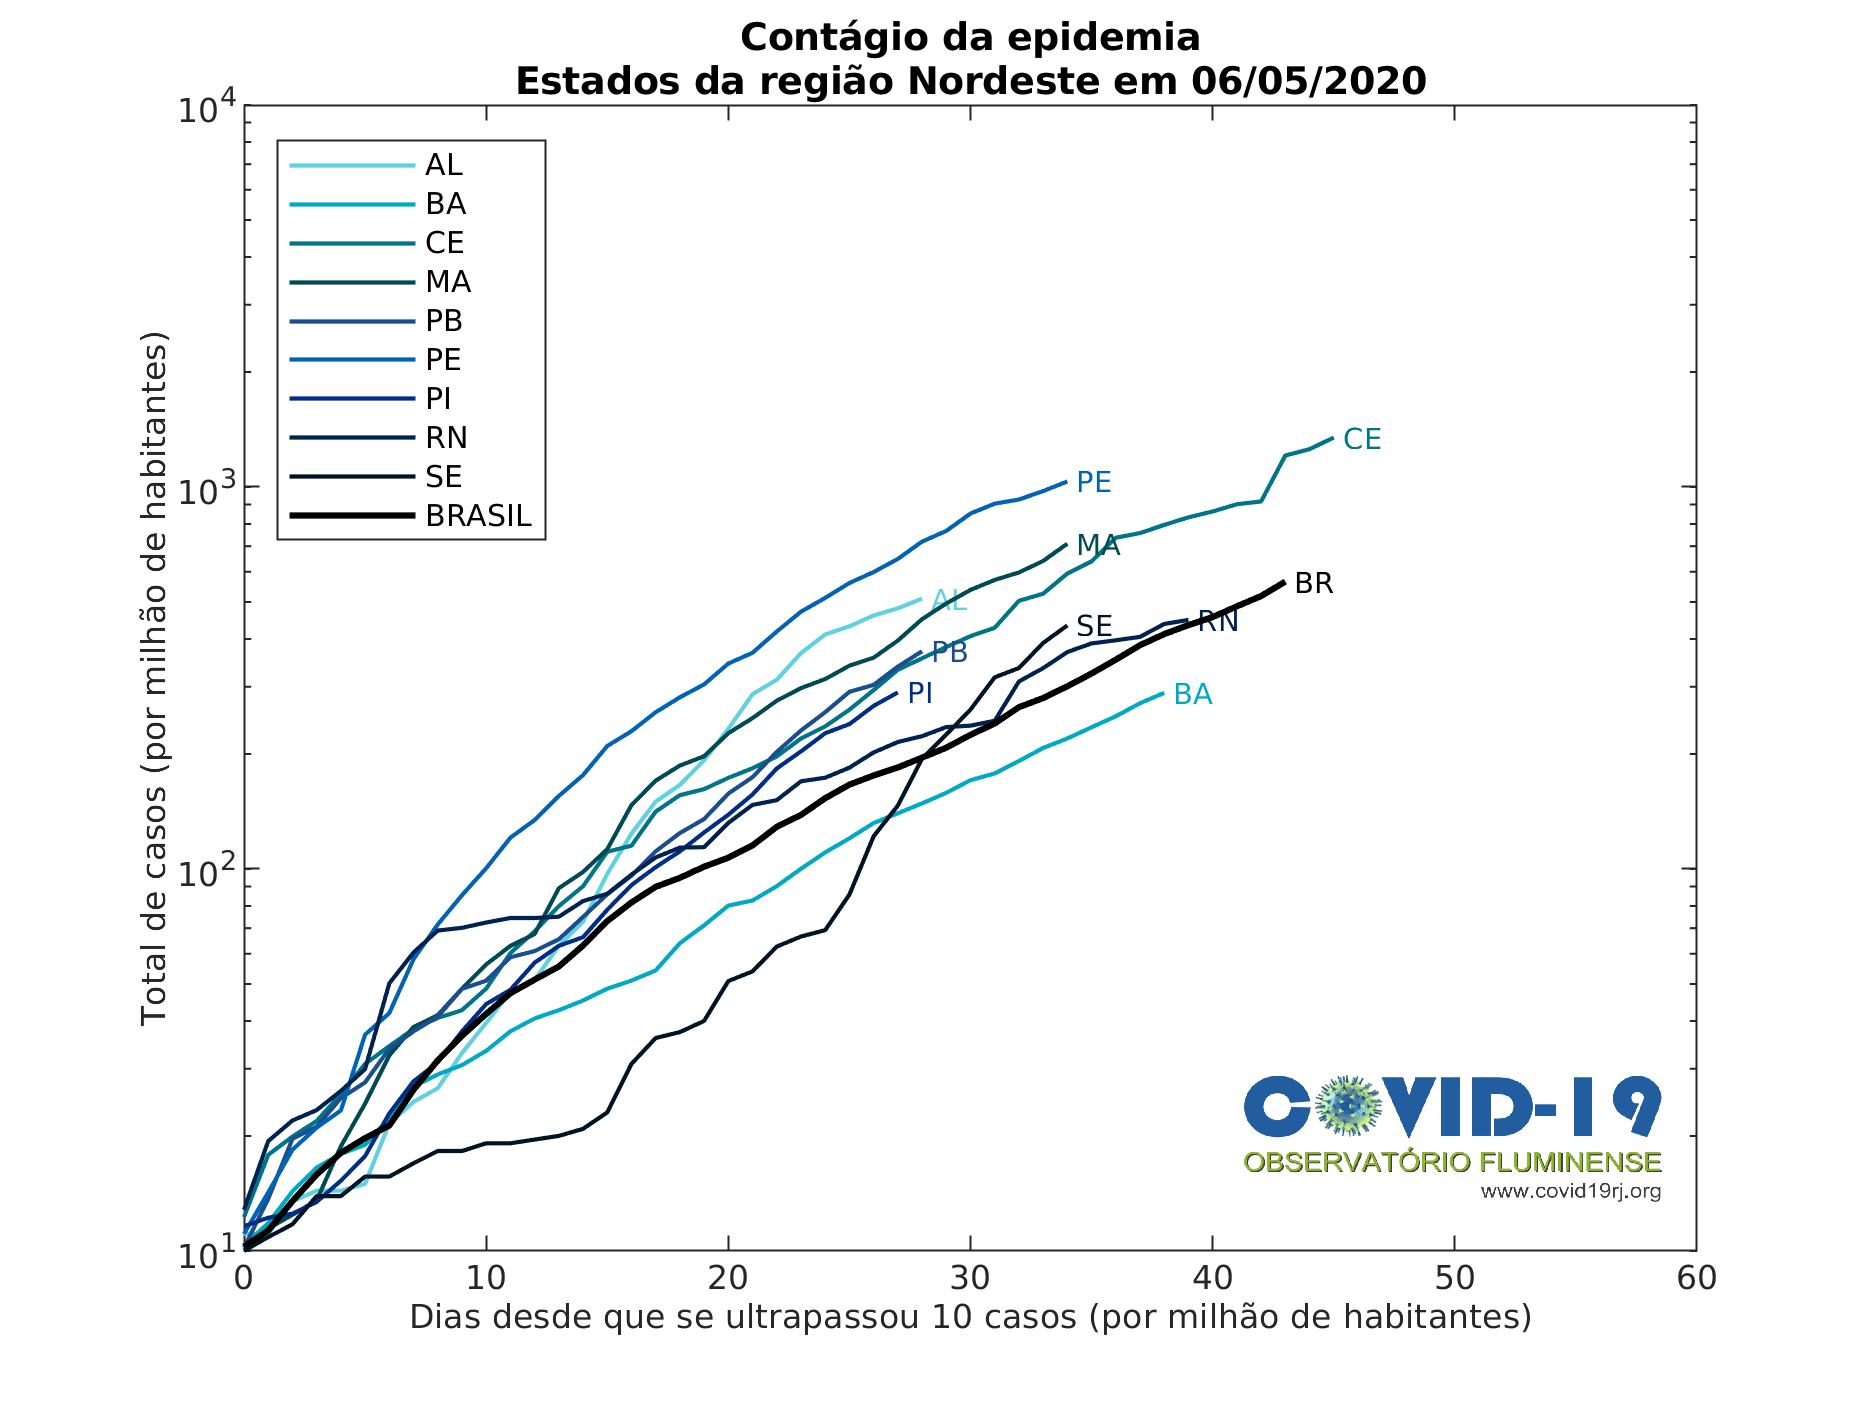 Contágio da epidemia
Estados da região Nordeste em 06/05/2020
Total de casos (por milhão de habitantes)
10^4
10^3
10^2
10^1
AL
BA
CE
MA
PB
PE
PI
RN
SE
BRASIL
CE
PE
MA
BR
AL
RN
SE
PB
PI
BA
COVID-19
OBSERVATÓRIO FLUMINENSE
www.covid19rj.org
0 10 20 30 40 50 60
Dias desde que se ultrapassou 10 casos (por milhão de habitantes)